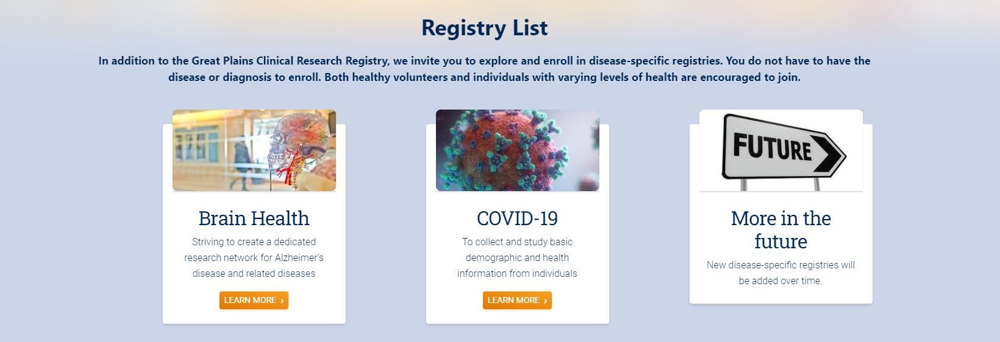 Registry List
In addition to the Great Plains Clinical Research Registry, we invite you to explore and enroll in disease-specific registries. You do not have to have the
disease or diagnosis to enroll. Both healthy volunteers and individuals with varying levels of health are encouraged to join.
Brain Health
Striving to create a dedicated
research network for Alzheimer’s
disease and related diseases
LEARN MORE ›
COVID-19
To collect and study basic
demographic and health
information from individuals
LEARN MORE ›
FUTURE
More in the
future
New disease-specific registries will
be added over time.